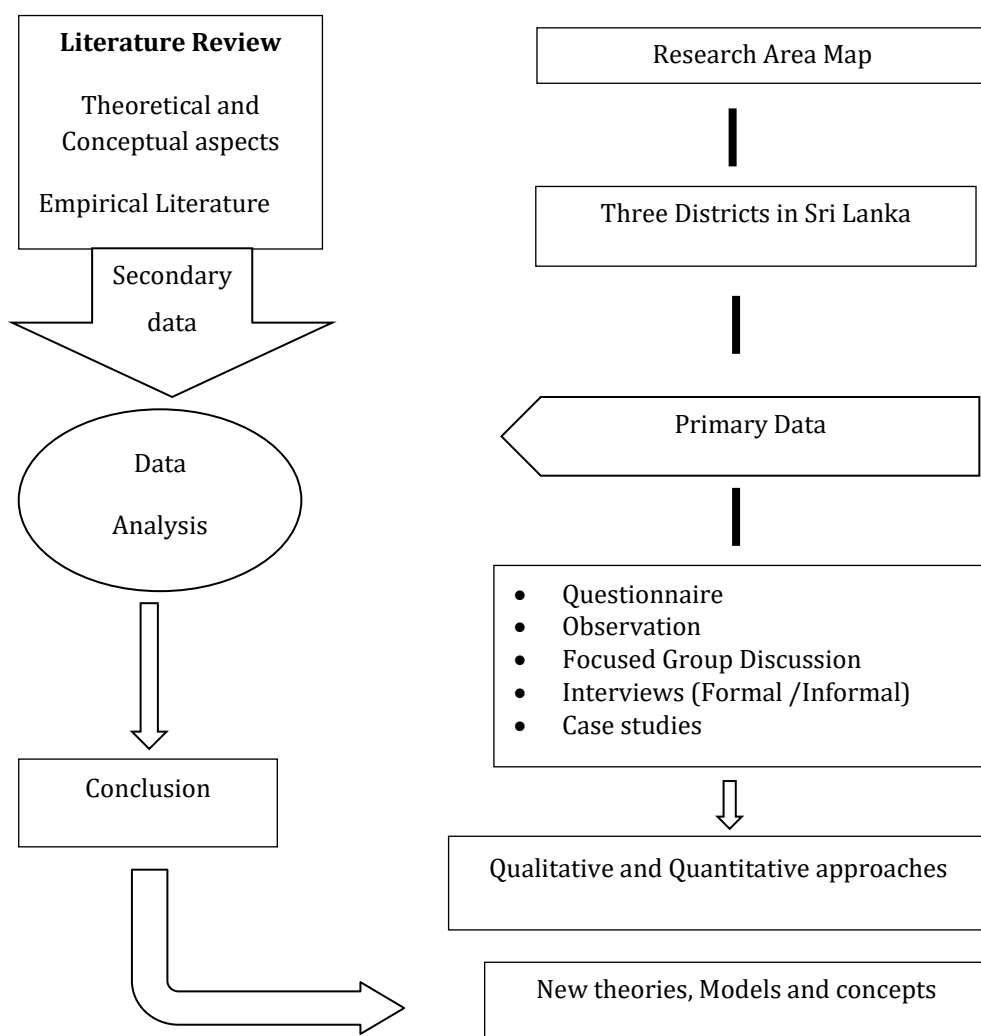 Literature Review
Theoretical and
Conceptual aspects
Empirical Literature
Secondary
data
Data
Analysis
Conclusion
Research Area Map
Three Districts in Sri Lanka
Primary Data
• Questionnaire
• Observation
• Focused Group Discussion
• Interviews (Formal /Informal)
• Case studies
Qualitative and Quantitative approaches
New theories, Models and concepts